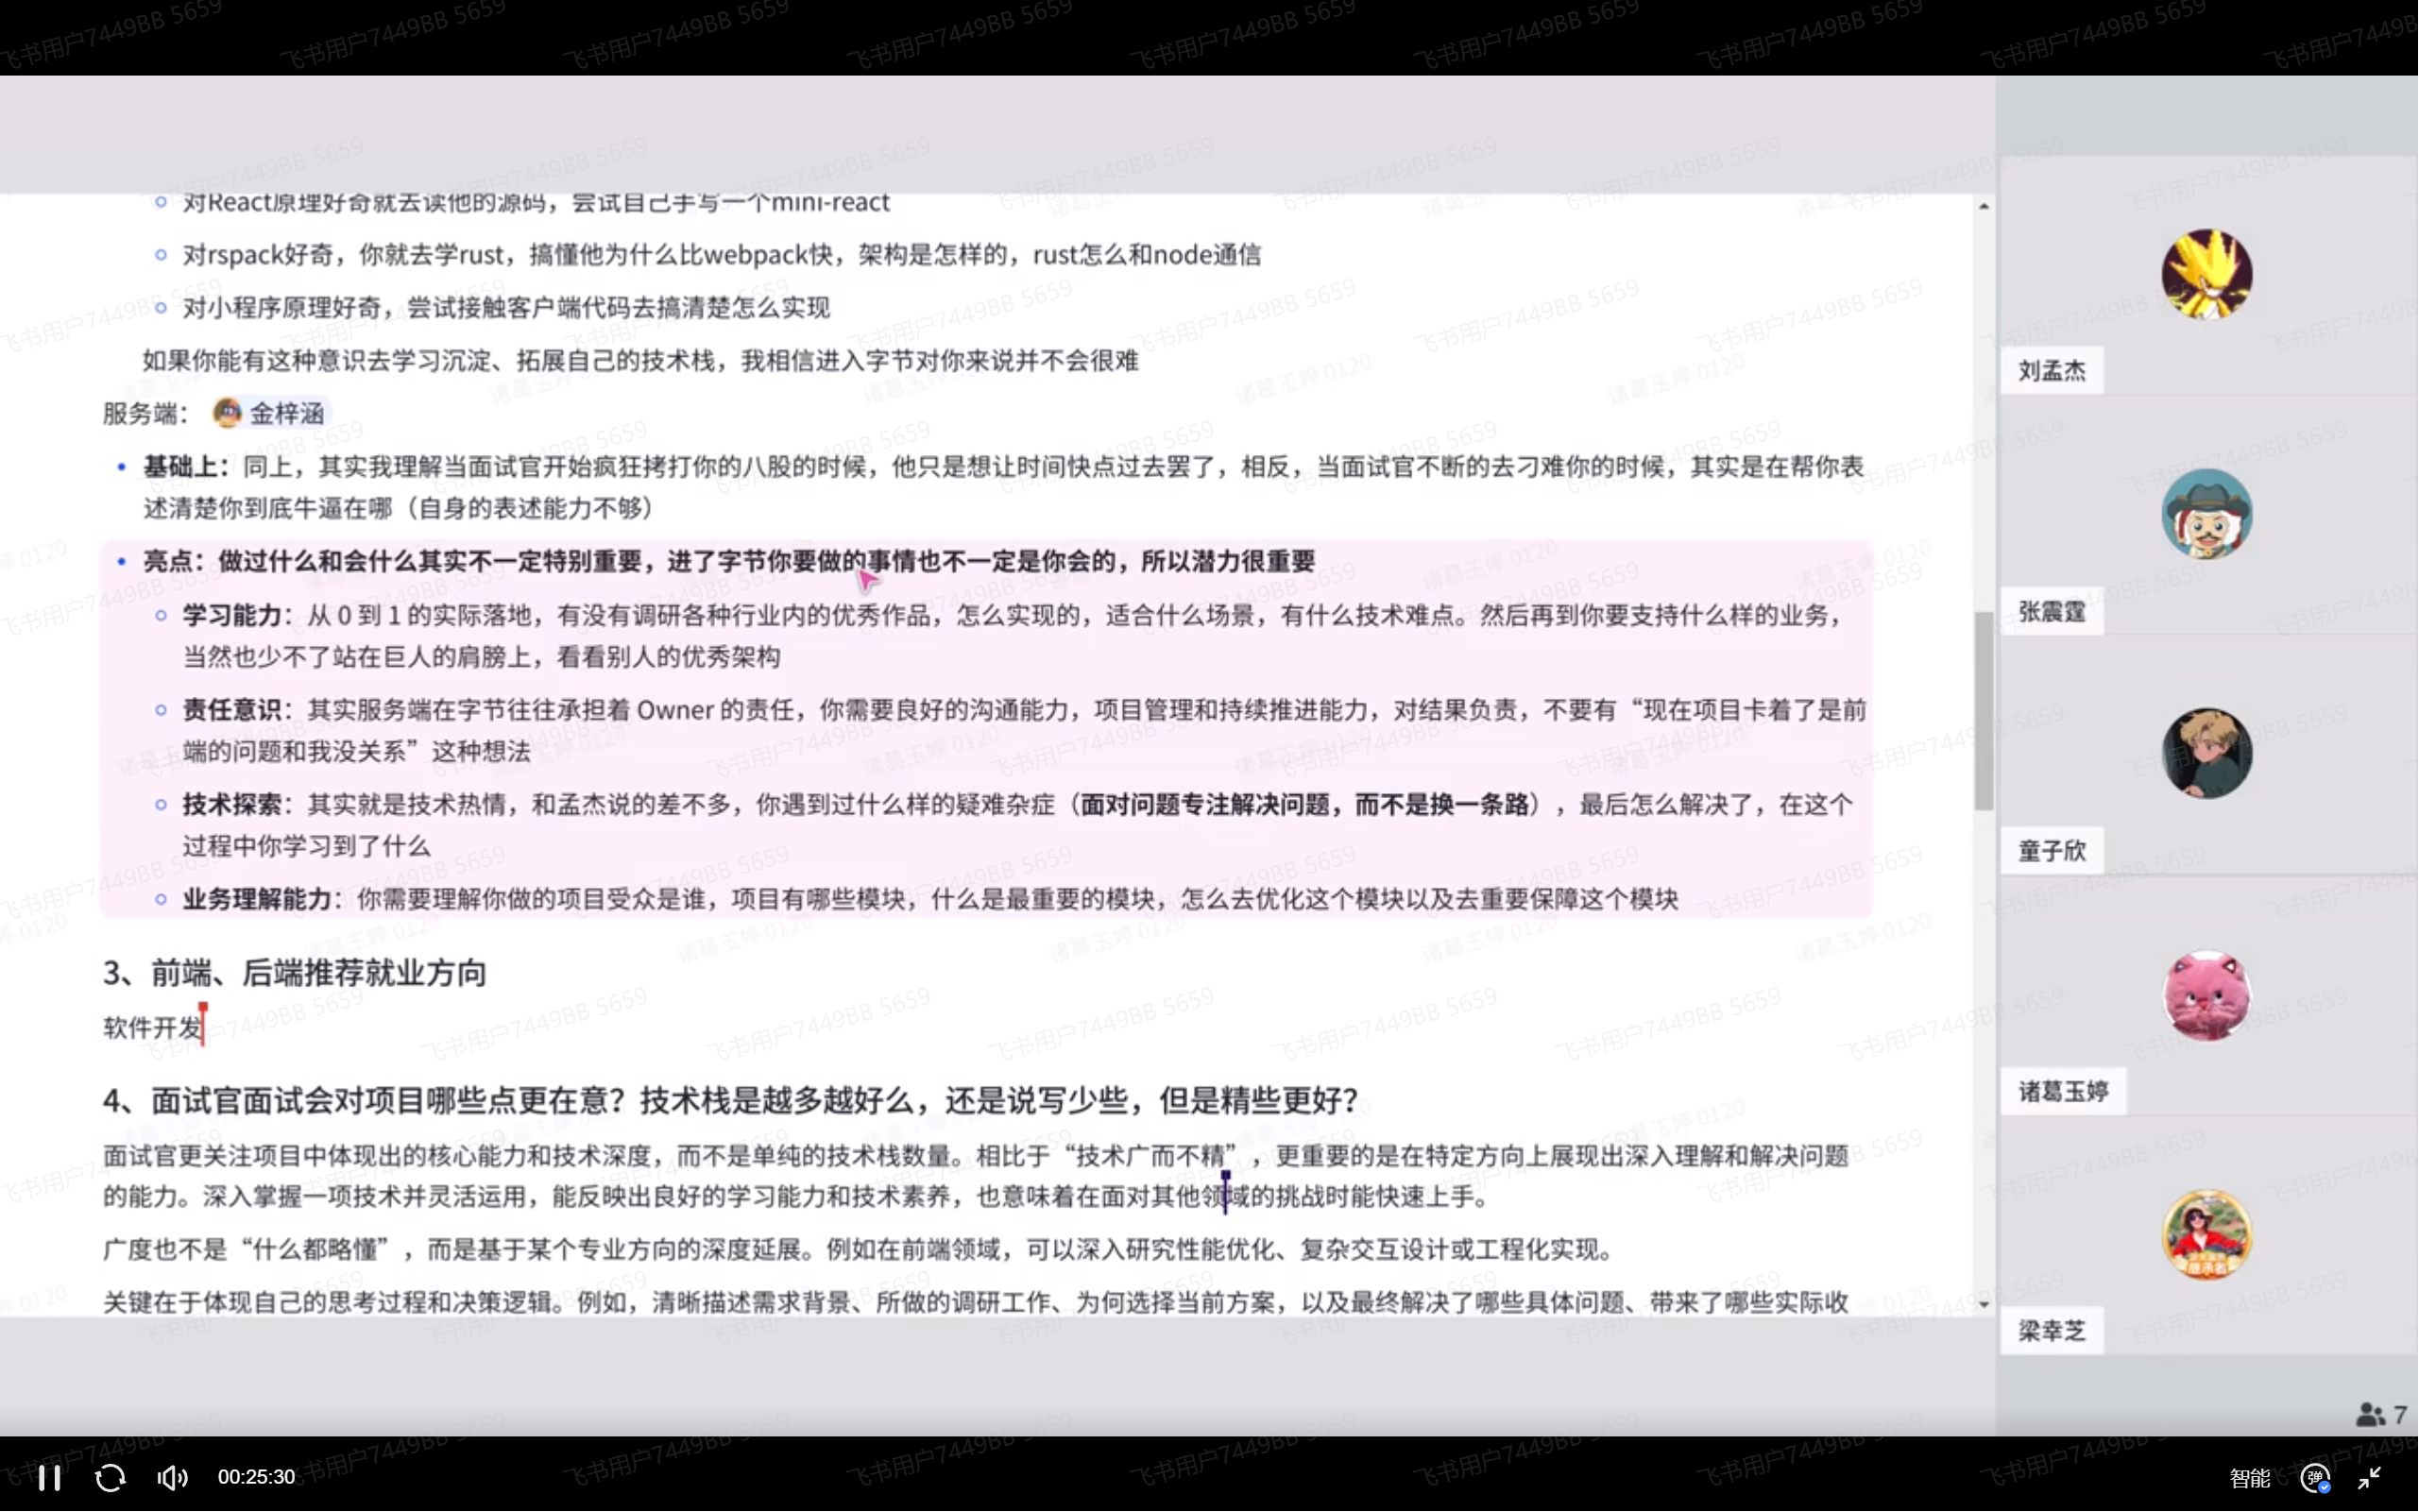 对React原理好奇就去读他的源码，尝试自己手写一个mini-react
对rspack好奇，你就去学rust，搞懂他为什么比webpack快，架构是怎样的，rust怎么和node通信
对小程序原理好奇，尝试接触客户端代码去搞清楚怎么实现
如果你能有这种意识去学习沉淀、拓展自己的技术栈，我相信进入字节对你来说并不会很难
服务端： 金梓涵
基础上：同上，其实我理解当面试官开始疯狂拷打你的八股的时候，他只是想让时间快点过去罢了，相反，当面试官不断的去刁难你的时候，其实是在帮你表
述清楚你到底牛逼在哪（自身的表述能力不够）
亮点：做过什么和会什么其实不一定特别重要，进了字节你要做的事情也不一定是你会的，所以潜力很重要
学习能力：从 0 到 1 的实际落地，有没有调研各种行业内的优秀作品，怎么实现的，适合什么场景，有什么技术难点。然后再到你要支持什么样的业务，
当然也少不了站在巨人的肩膀上，看看别人的优秀架构
责任意识：其实服务端在字节往往承担着 Owner 的责任，你需要良好的沟通能力，项目管理和持续推进能力，对结果负责，不要有“现在项目卡着了是前
端的问题和我没关系”这种想法
技术探索：其实就是技术热情，和孟杰说的差不多，你遇到过什么样的疑难杂症（面对问题专注解决问题，而不是换一条路），最后怎么解决了，在这个
过程中你学习到了什么
业务理解能力：你需要理解你做的项目受众是谁，项目有哪些模块，什么是最重要的模块，怎么去优化这个模块以及去重要保障这个模块
3、前端、后端推荐就业方向
软件开发
4、面试官面试会对项目哪些点更在意？技术栈是越多越好么，还是说写少些，但是精些更好？
面试官更关注项目中体现出的核心能力和技术深度，而不是单纯的技术栈数量。相比于“技术广而不精”，更重要的是在特定方向上展现出深入理解和解决问题
的能力。深入掌握一项技术并灵活运用，能反映出良好的学习能力和技术素养，也意味着在面对其他领域的挑战时能快速上手。
广度也不是“什么都略懂”，而是基于某个专业方向的深度延展。例如在前端领域，可以深入研究性能优化、复杂交互设计或工程化实现。
关键在于体现自己的思考过程和决策逻辑。例如，清晰描述需求背景、所做的调研工作、为何选择当前方案，以及最终解决了哪些具体问题、带来了哪些实际收
刘孟杰
张震霆
童子欣
诸葛玉婷
梁幸芝
7
00:25:30
智能
弹
飞书用户7449BB 5659
诸葛玉婷 0120